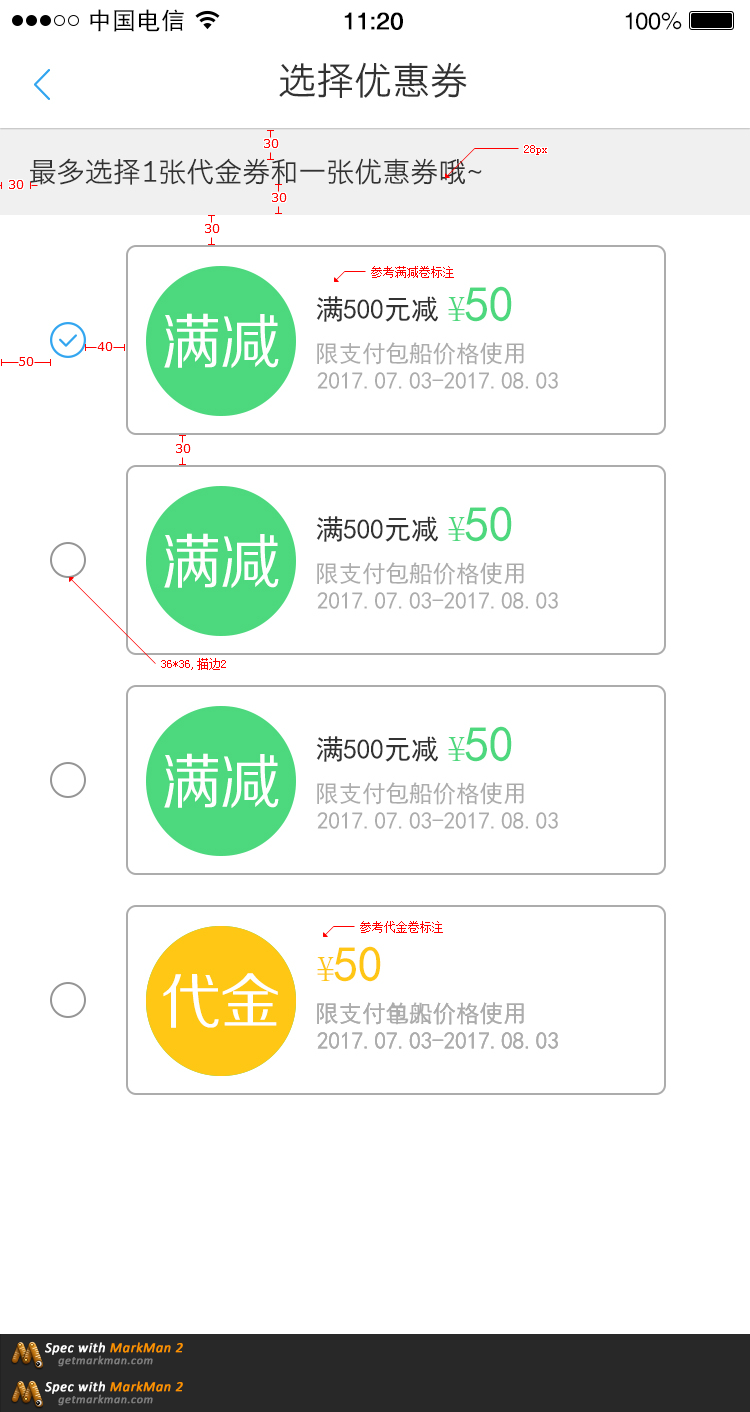 中国电信
11:20
100%
选择优惠券
30
最多选择1张代金券和一张优惠券哦~
28px
30
30
30
参考满减卷标注
满减
满500元减 ¥50
限支付包船价格使用
2017.07.03-2017.08.03
40
50
30
满减
满500元减 ¥50
限支付包船价格使用
2017.07.03-2017.08.03
36*36,描边2
满减
满500元减 ¥50
限支付包船价格使用
2017.07.03-2017.08.03
参考代金卷标注
代金
¥50
限支付船价格使用
2017.07.03-2017.08.03
Spec with MarkMan 2
getmarkman.com
Spec with MarkMan 2
getmarkman.com